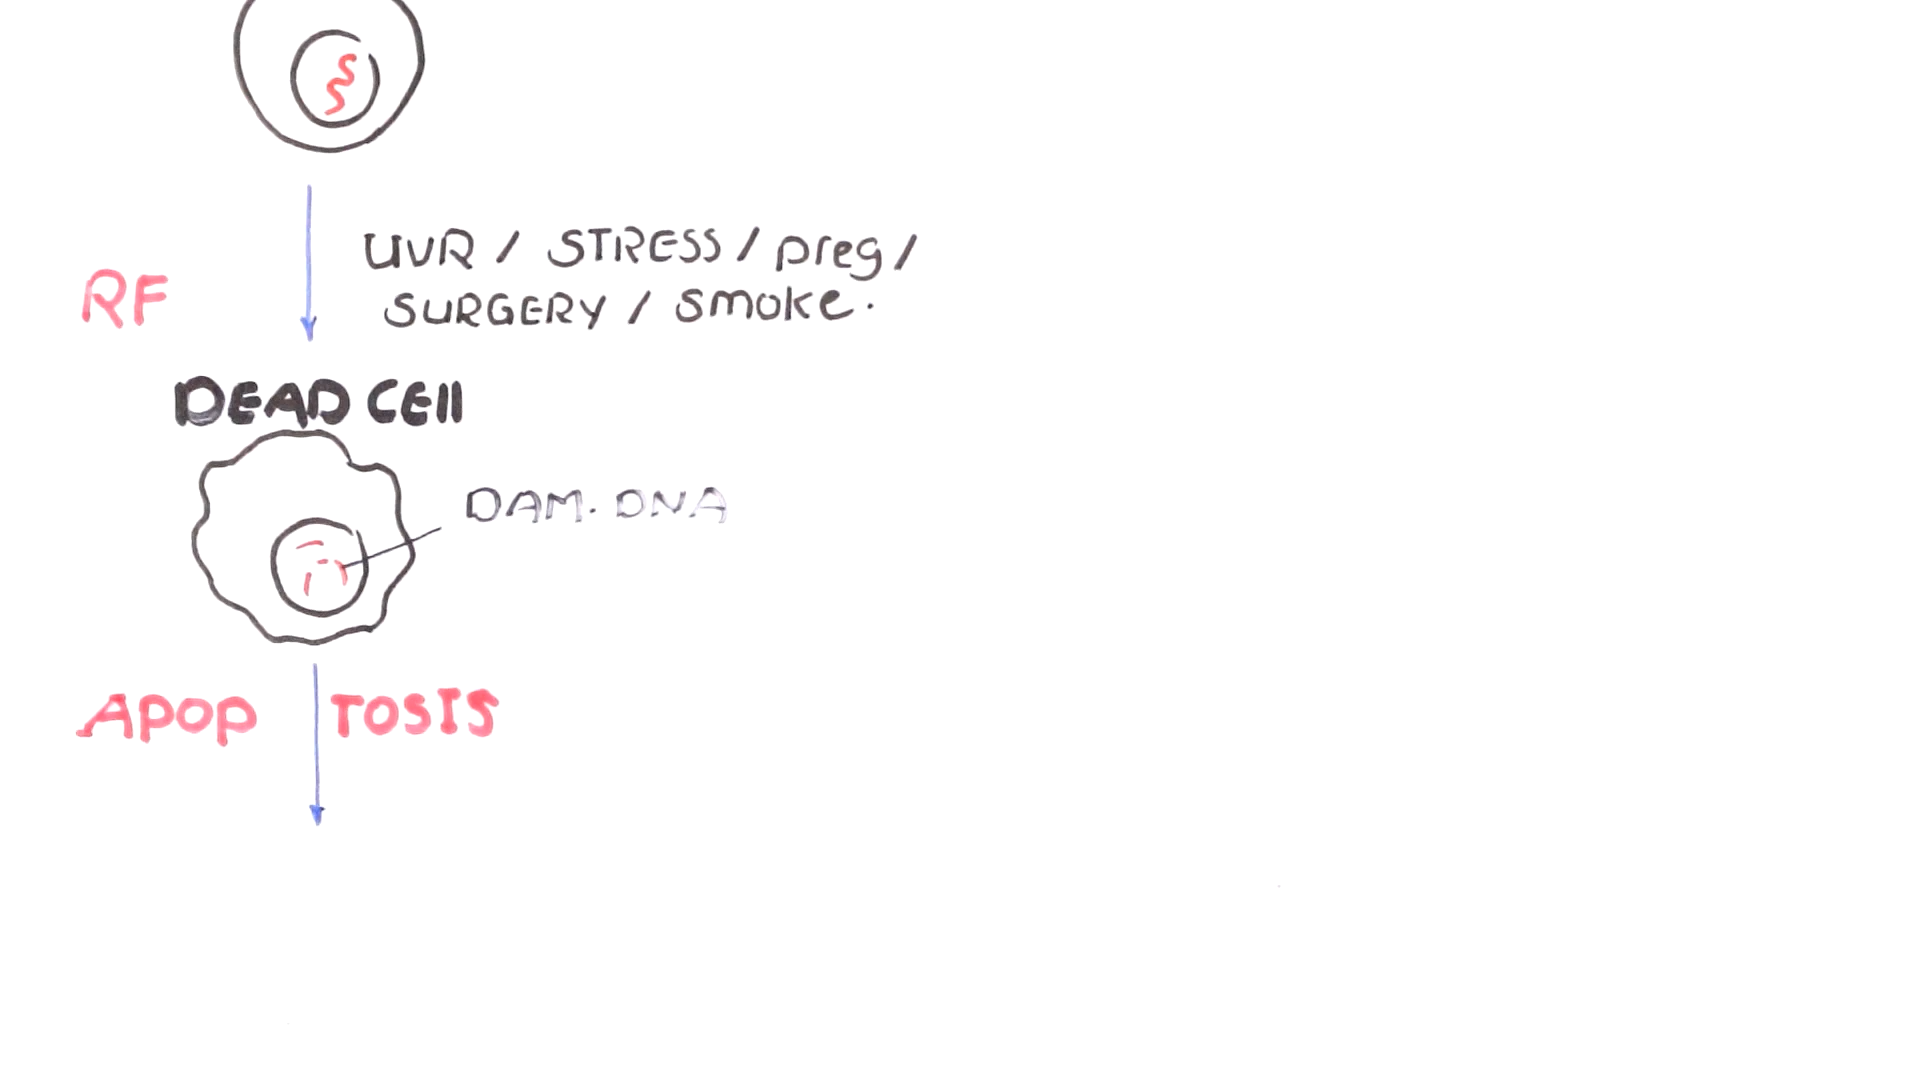 UVR / STRESS / preg /
RF
SURGERY / smoke.
DEAD CEll
DAM. DNA
APOP TOSIS